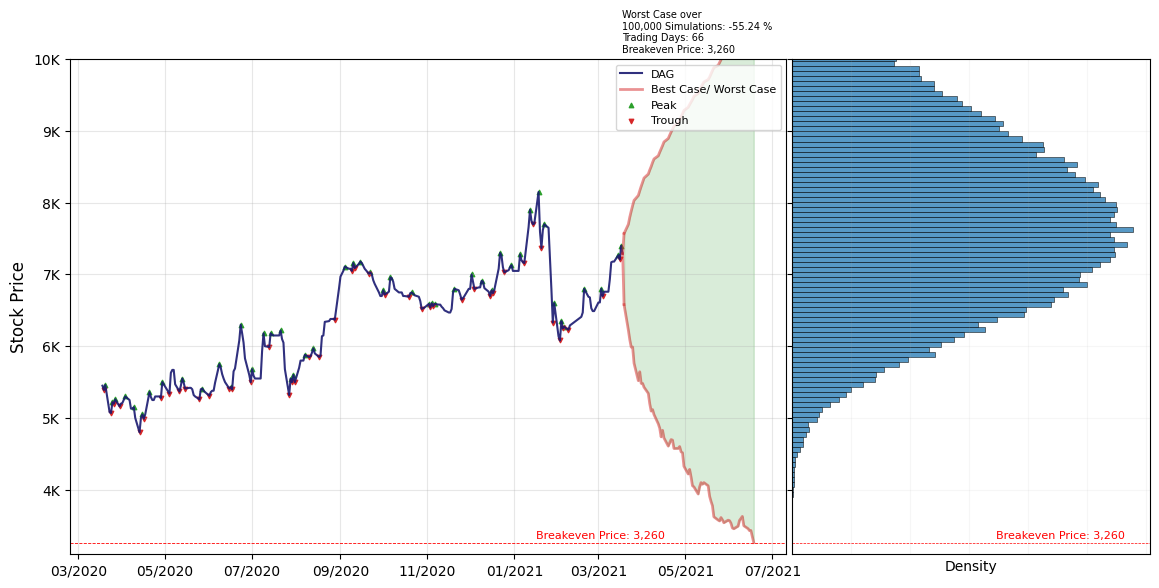 Worst Case over
100,000 Simulations: -55.24 %
Trading Days: 66
Breakeven Price: 3,260
10K
9K
8K
7K
6K
5K
4K
Stock Price
DAG
Best Case/ Worst Case
Peak
Trough
Breakeven Price: 3,260
Breakeven Price: 3,260
03/2020 05/2020 07/2020 09/2020 11/2020 01/2021 03/2021 05/2021 07/2021
Density